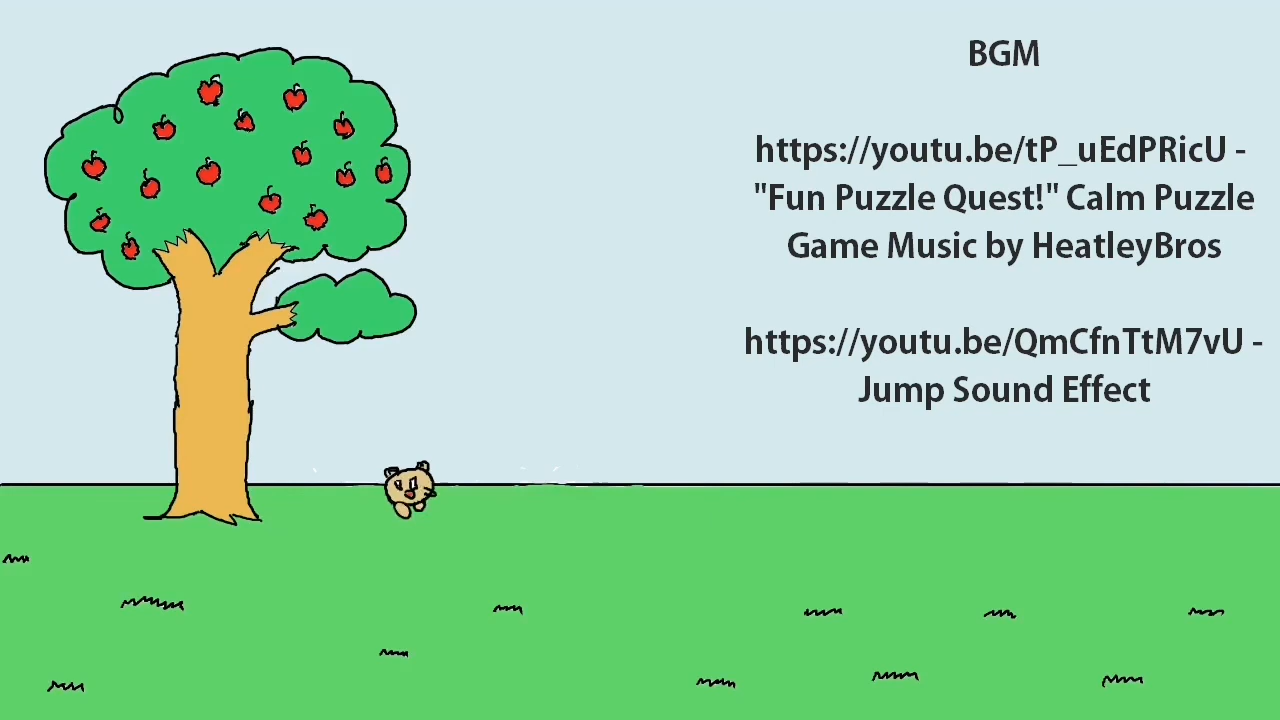 BGM
https://youtu.be/tP_uEdPRicU -
"Fun Puzzle Quest!" Calm Puzzle
Game Music by HeatleyBros
https://youtu.be/QmCfnTtM7vU -
Jump Sound Effect